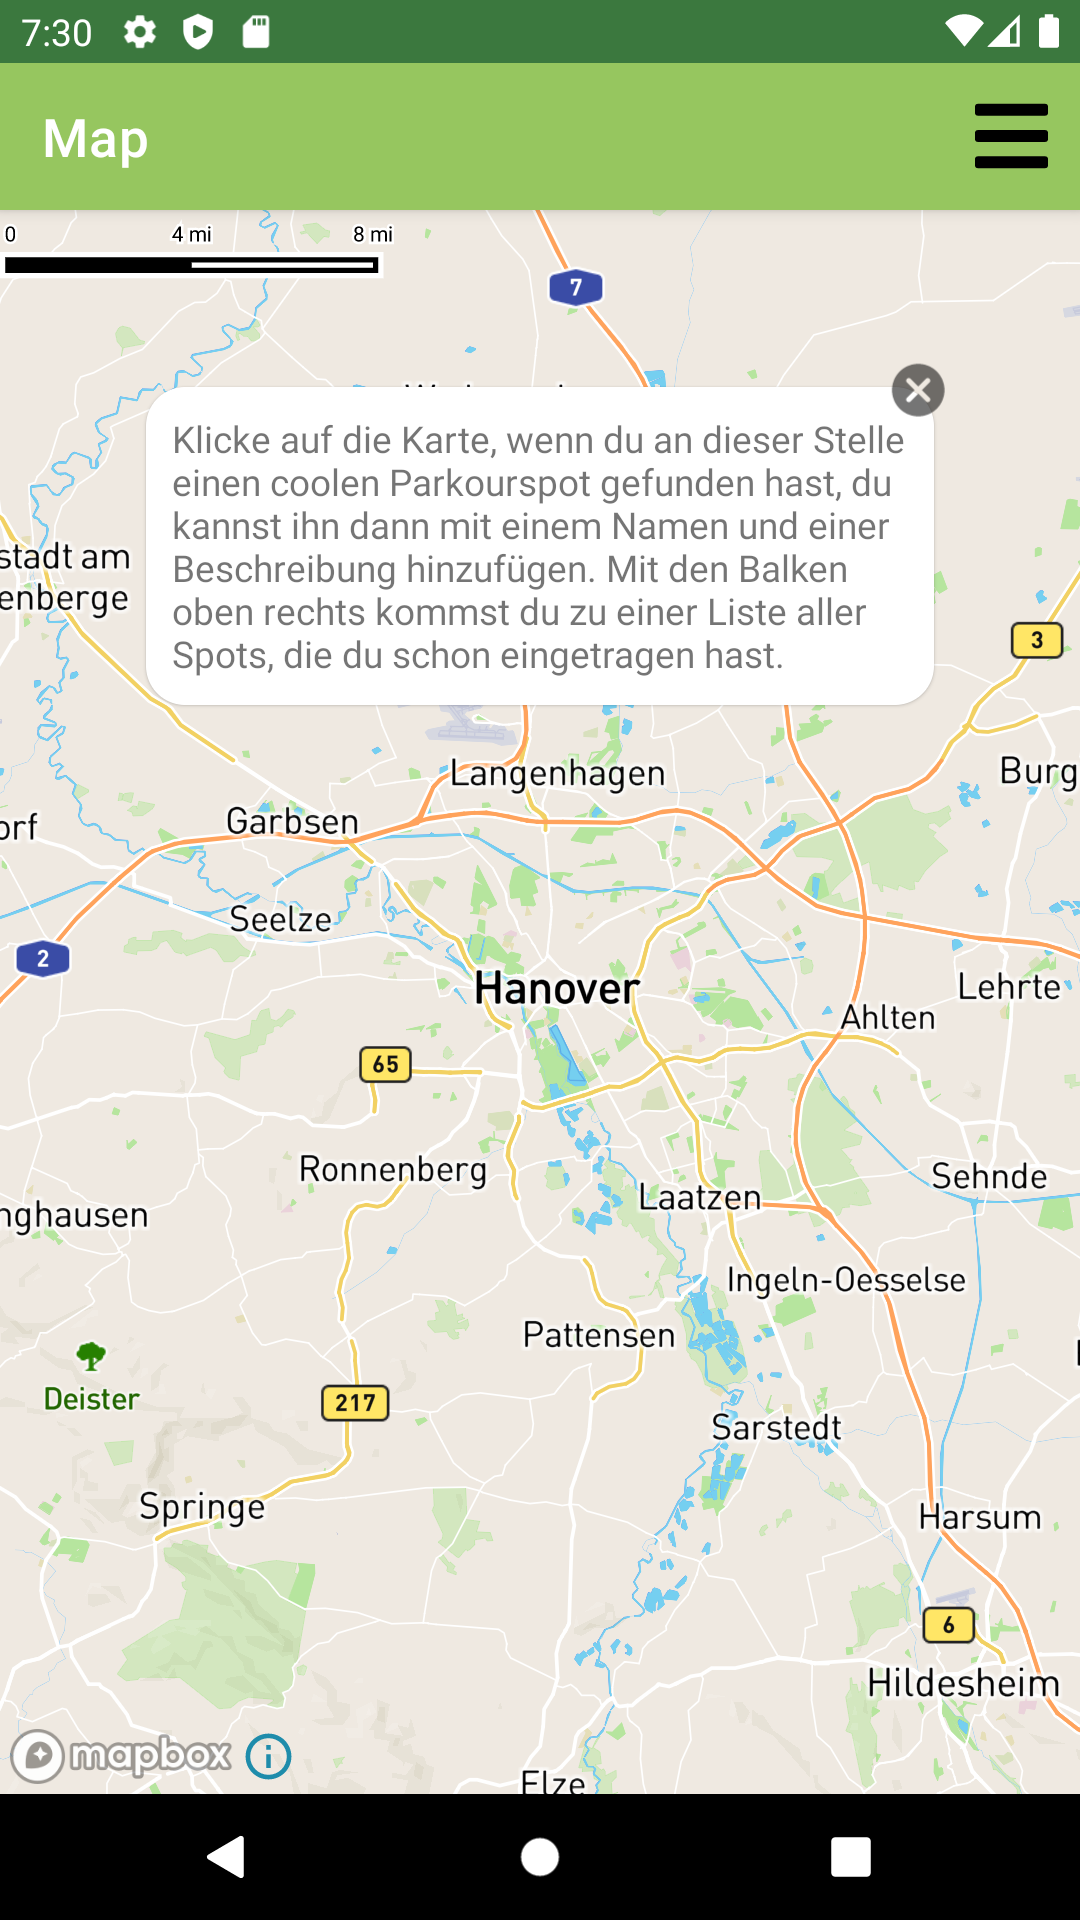 7:30
Map
0 4 mi 8 mi
7
Klicke auf die Karte, wenn du an dieser Stelle
einen coolen Parkourspot gefunden hast, du
kannst ihn dann mit einem Namen und einer
Beschreibung hinzufügen. Mit den Balken
oben rechts kommst du zu einer Liste aller
Spots, die du schon eingetragen hast.
stadt am
enberge
3
Langenhagen
Burg
Garbsen
orf
Seelze
2
Hanover
Lehrte
Ahlten
65
Ronnenberg
Sehnde
Laatzen
nghausen
Ingeln-Oesselse
Pattensen
Deister
217
Sarstedt
Springe
Harsum
6
Hildesheim
mapbox
Elze